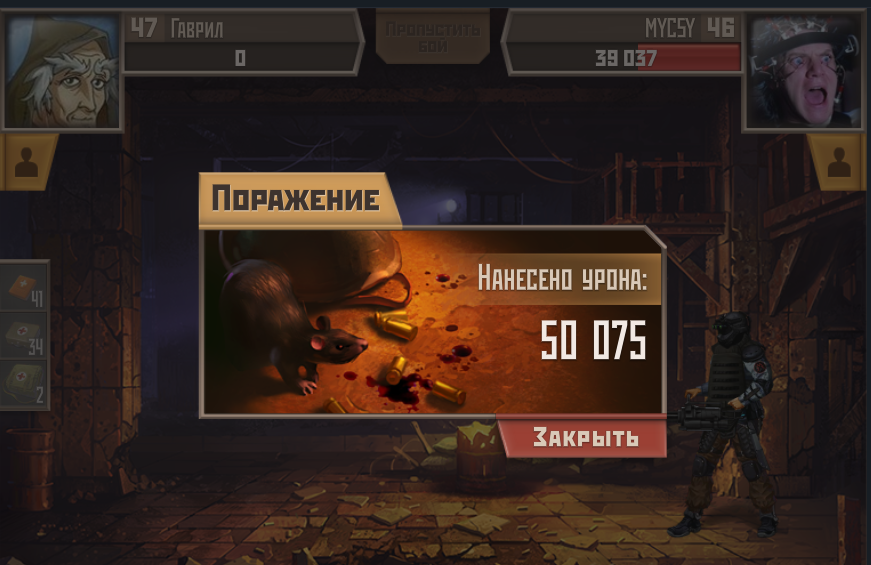 47 Гаврил
0
Пропустить
бой
MYCSY 46
39 037
Поражение
Нанесено урона:
50 075
Закрыть
41
34
2